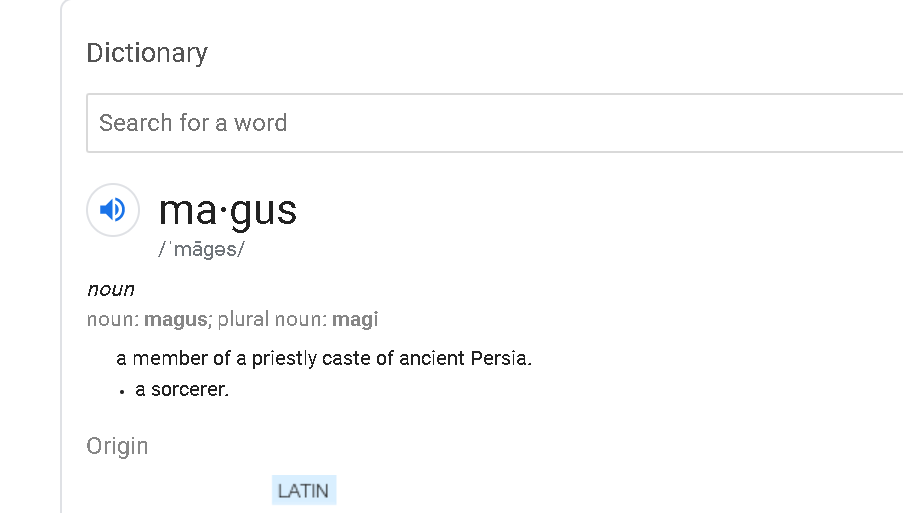 Dictionary
Search for a word
ma·gus
/ˈmāɡəs/
noun
noun: magus; plural noun: magi
a member of a priestly caste of ancient Persia.
• a sorcerer.
Origin
LATIN